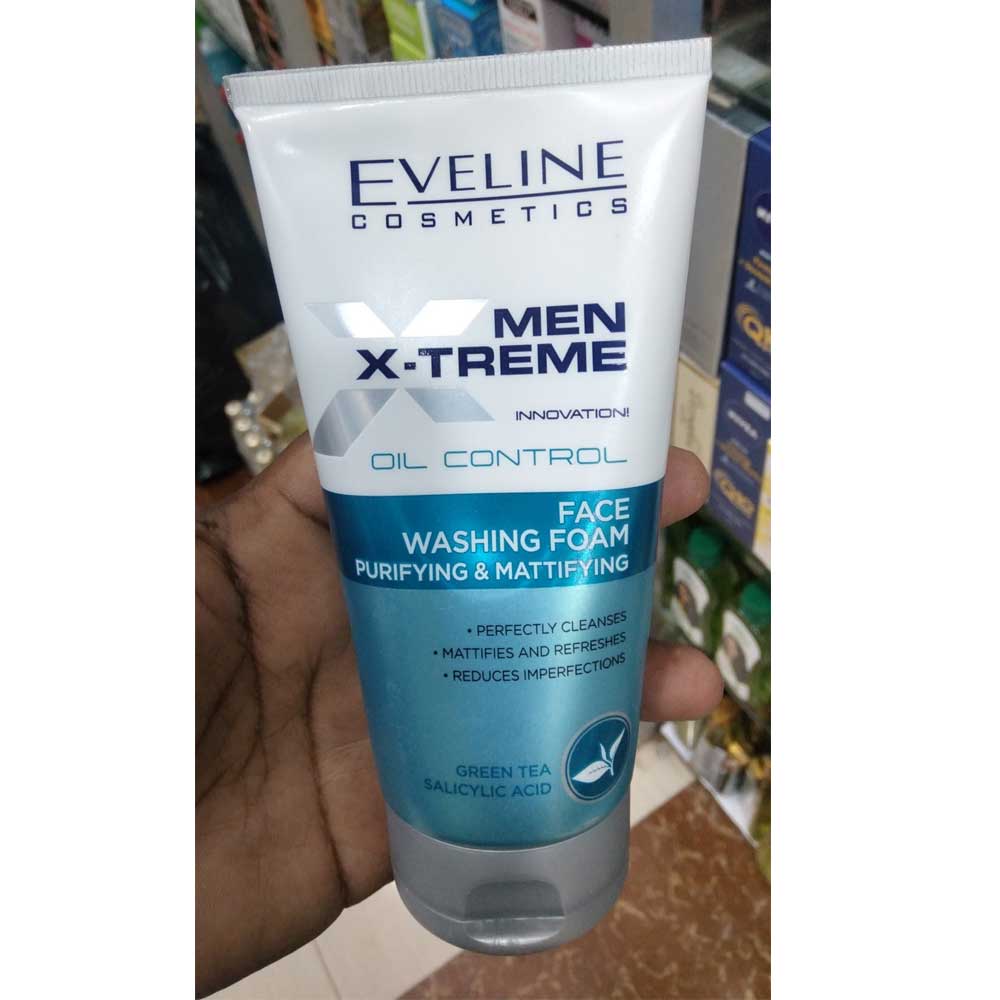 EVELINE
COSMETICS
MEN
X-TREME
INNOVATION!
OIL CONTROL
FACE
WASHING FOAM
PURIFYING & MATTIFYING
• PERFECTLY CLEANSES
• MATTIFIES AND REFRESHES
• REDUCES IMPERFECTIONS
GREEN TEA
SALICYLIC ACID
NIVEA